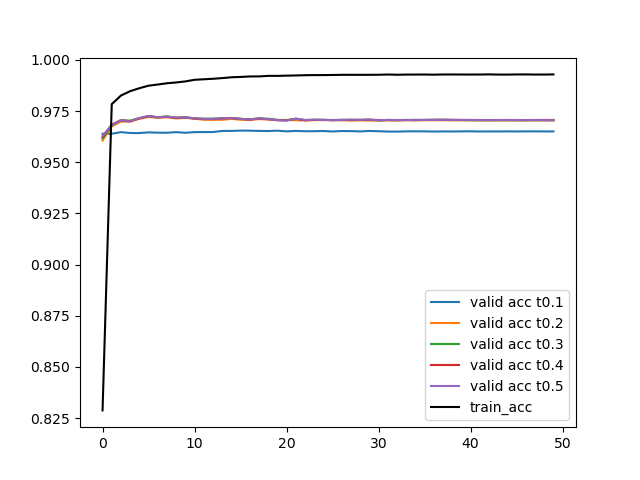 1.000
0.975
0.950
0.925
0.900
0.875
0.850
0.825
0
10
20
30
40
50
valid acc t0.1
valid acc t0.2
valid acc t0.3
valid acc t0.4
valid acc t0.5
train_acc